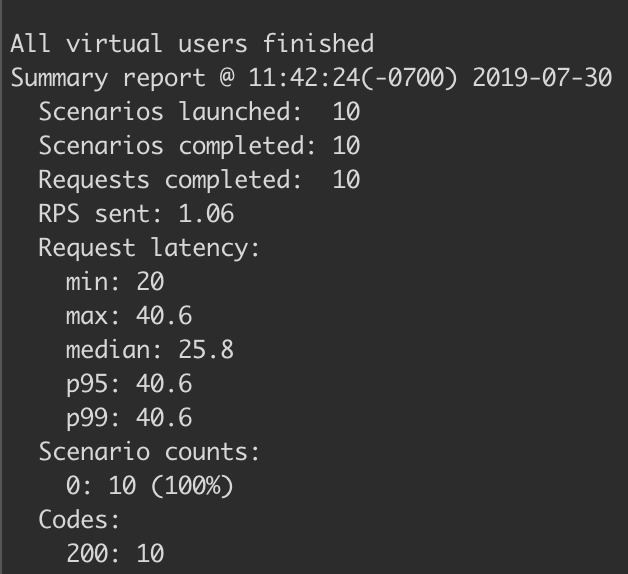 All virtual users finished
Summary report @ 11:42:24(-0700) 2019-07-30
  Scenarios launched:  10
  Scenarios completed: 10
  Requests completed:  10
  RPS sent: 1.06
  Request latency:
    min: 20
    max: 40.6
    median: 25.8
    p95: 40.6
    p99: 40.6
  Scenario counts:
    0: 10 (100%)
  Codes:
    200: 10